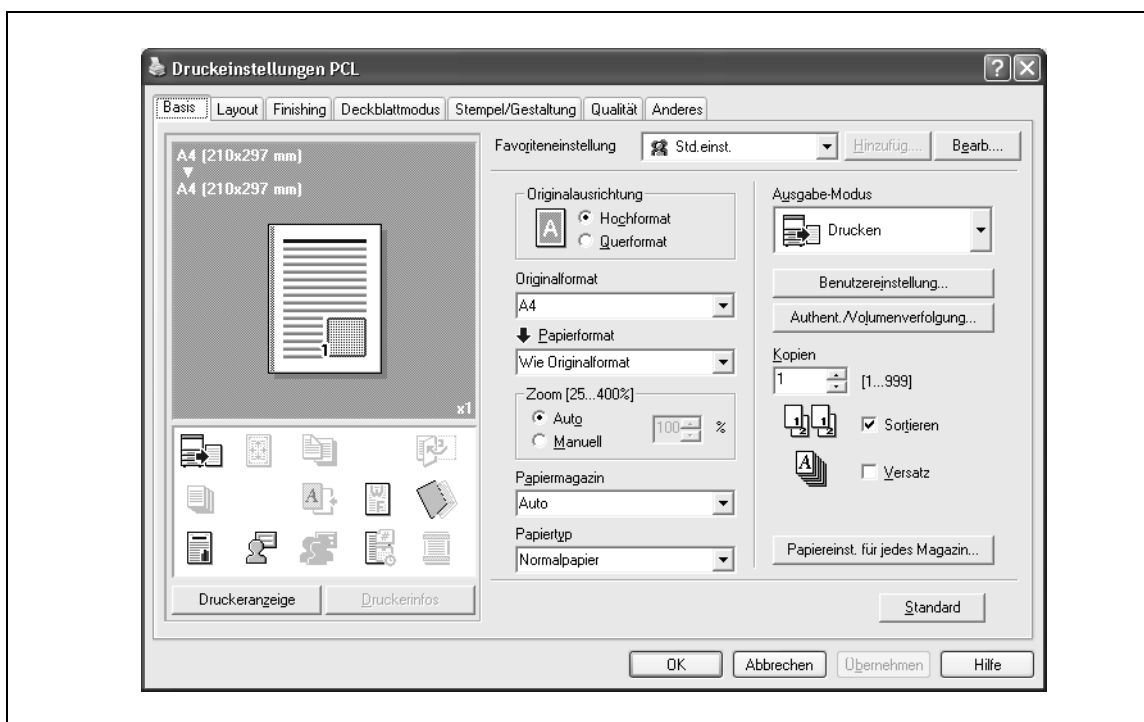 Druckeinstellungen PCL
Basis Layout Finishing Deckblattmodus Stempel/Gestaltung Qualität Anderes
A4 (210x297 mm)
A4 (210x297 mm)
1
x1
Druckeranzeige Druckerinfos
Favoriteneinstellung Std.einst. Hinzufüg.... Bearb....
Originalausrichtung
A
Hochformat
Querformat
Originalformat
A4
Papierformat
Wie Originalformat
Zoom [25...400%]
Auto
Manuell
100 %
Papiermagazin
Auto
Papiertyp
Normalpapier
Ausgabe-Modus
Drucken
Benutzereinstellung...
Authent./Volumenverfolgung...
Kopien
1 [1...999]
Sortieren
Versatz
Papiereinst. für jedes Magazin...
Standard
OK Abbrechen Übernehmen Hilfe